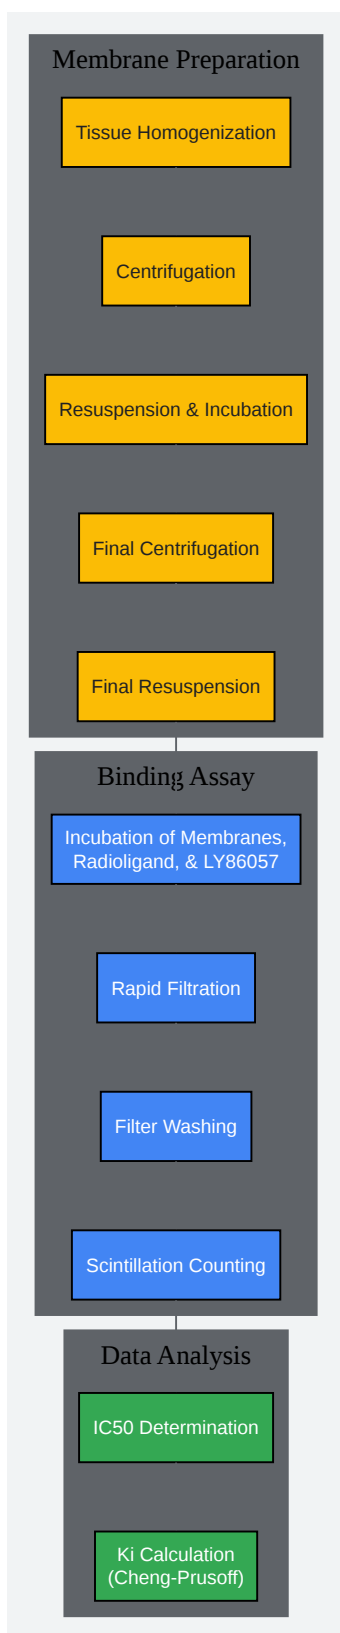 Membrane Preparation
Tissue Homogenization
Centrifugation
Resuspension & Incubation
Final Centrifugation
Final Resuspension
Binding Assay
Incubation of Membranes,
Radioligand, & LY86057
Rapid Filtration
Filter Washing
Scintillation Counting
Data Analysis
IC50 Determination
Ki Calculation
(Cheng-Prusoff)